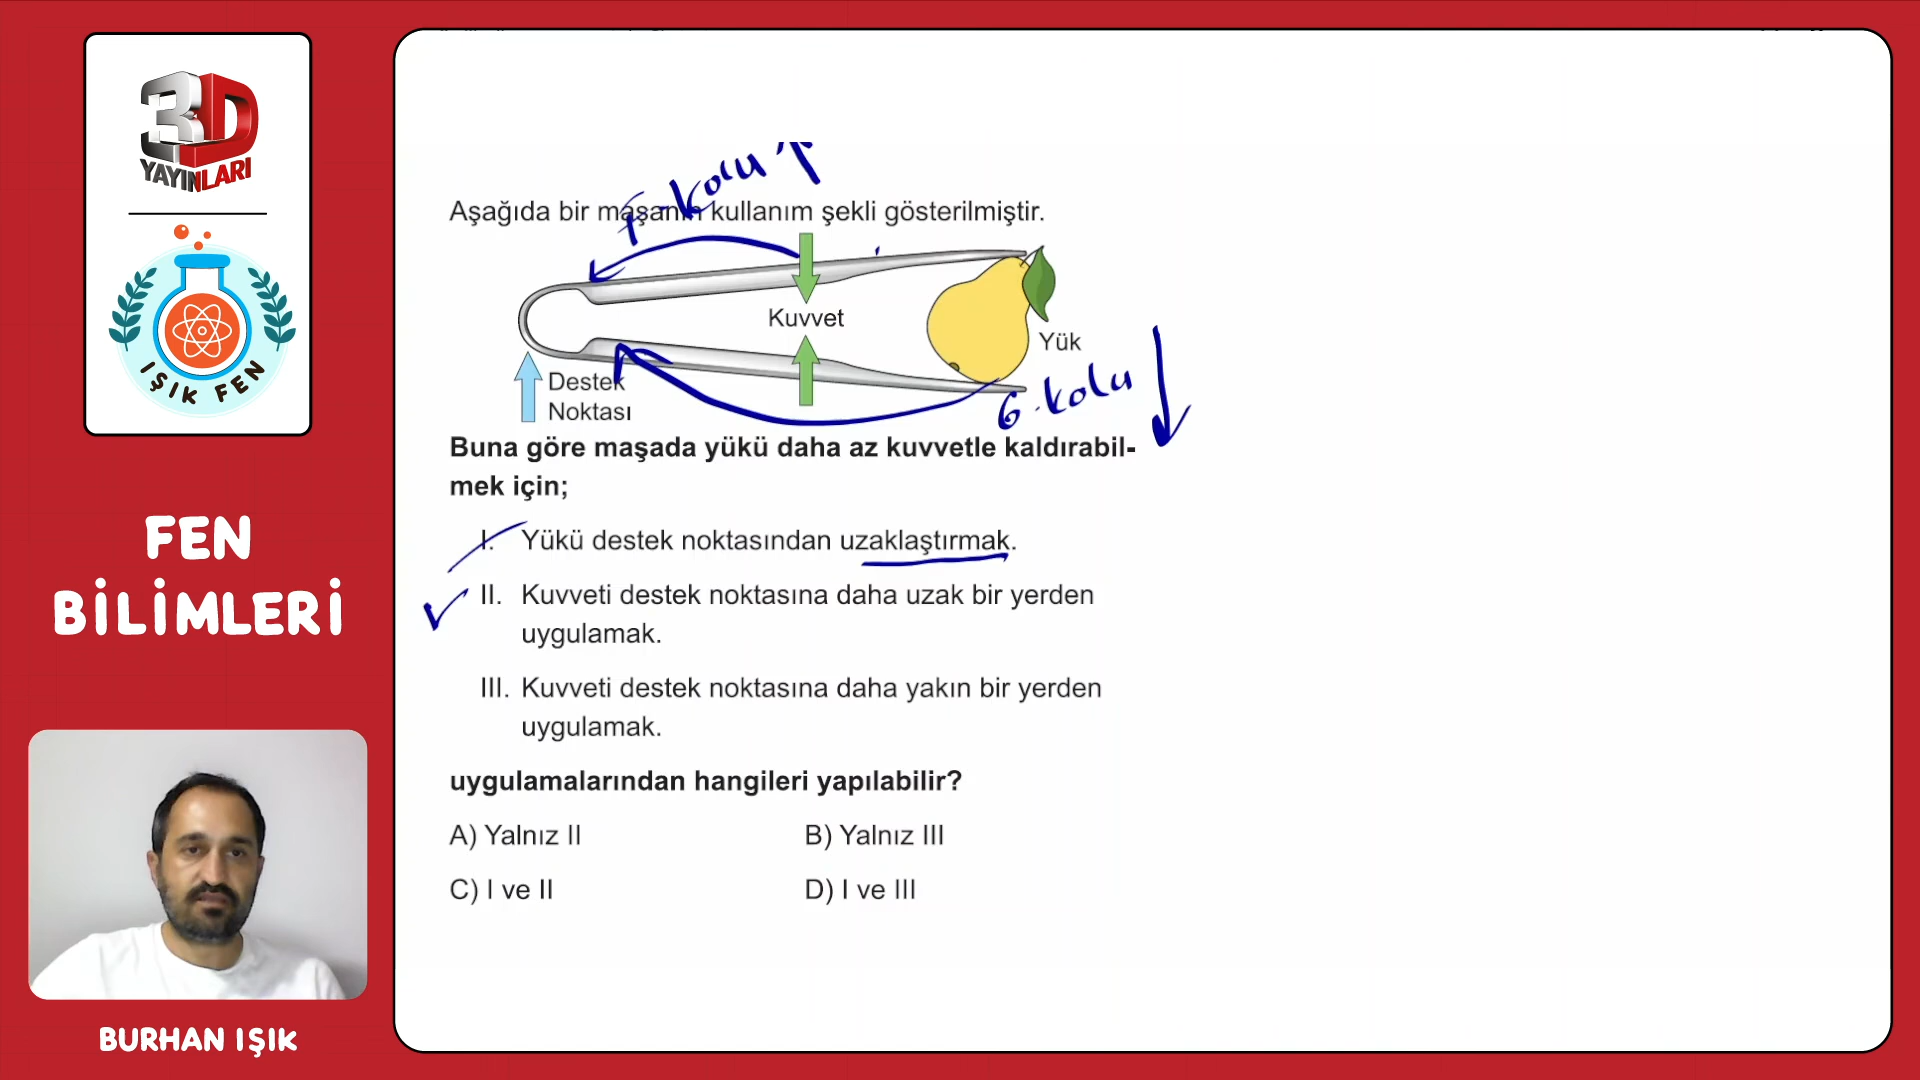 3D
YAYINLARI
IŞIK FEN
FEN
BİLİMLERİ
BURHAN IŞIK
F. kolu ↑
Aşağıda bir maşanın kullanım şekli gösterilmiştir.
Kuvvet
Yük
Destek
Noktası
G. kolu ↓
Buna göre maşada yükü daha az kuvvetle kaldırabil-
mek için;
I. Yükü destek noktasından uzaklaştırmak.
II. Kuvveti destek noktasına daha uzak bir yerden
uygulamak.
III. Kuvveti destek noktasına daha yakın bir yerden
uygulamak.
uygulamalarından hangileri yapılabilir?
A) Yalnız II
B) Yalnız III
C) I ve II
D) I ve III